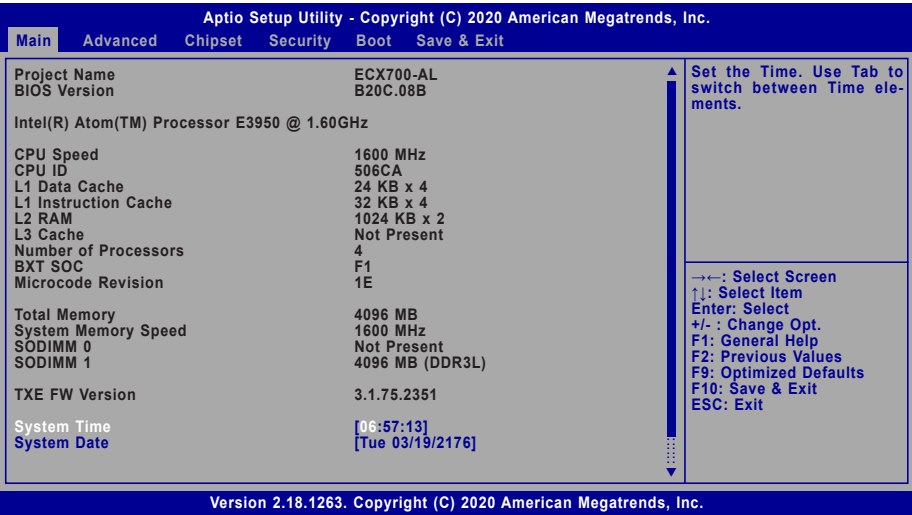 Aptio Setup Utility - Copyright (C) 2020 American Megatrends, Inc.
Main Advanced Chipset Security Boot Save & Exit
Project Name ECX700-AL
BIOS Version B20C.08B
Intel(R) Atom(TM) Processor E3950 @ 1.60GHz
CPU Speed 1600 MHz
CPU ID 506CA
L1 Data Cache 24 KB x 4
L1 Instruction Cache 32 KB x 4
L2 RAM 1024 KB x 2
L3 Cache Not Present
Number of Processors 4
BXT SOC F1
Microcode Revision 1E
Total Memory 4096 MB
System Memory Speed 1600 MHz
SODIMM 0 Not Present
SODIMM 1 4096 MB (DDR3L)
TXE FW Version 3.1.75.2351
System Time [06:57:13]
System Date [Tue 03/19/2176]
Set the Time. Use Tab to
switch between Time ele-
ments.
→←: Select Screen
↑↓: Select Item
Enter: Select
+/- : Change Opt.
F1: General Help
F2: Previous Values
F9: Optimized Defaults
F10: Save & Exit
ESC: Exit
Version 2.18.1263. Copyright (C) 2020 American Megatrends, Inc.